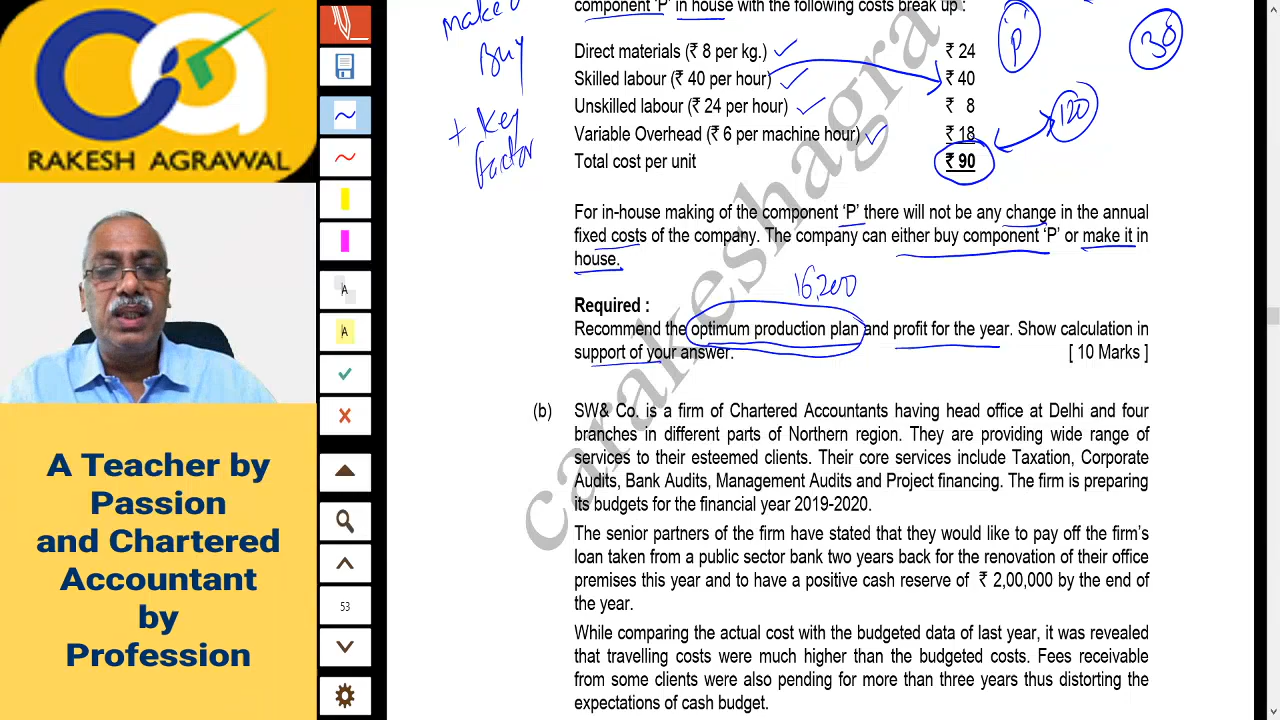 component 'P' in house with the following costs break up :
make or
Buy
+ key
factor
Direct materials (₹ 8 per kg.) ₹ 24
Skilled labour (₹ 40 per hour) ₹ 40
Unskilled labour (₹ 24 per hour) ₹ 8
Variable Overhead (₹ 6 per machine hour) ₹ 18
Total cost per unit ₹ 90
P
30
120
For in-house making of the component 'P' there will not be any change in the annual
fixed costs of the company. The company can either buy component 'P' or make it in
house.
16,200
Required :
Recommend the optimum production plan and profit for the year. Show calculation in
support of your answer. [ 10 Marks ]
(b) SW& Co. is a firm of Chartered Accountants having head office at Delhi and four
branches in different parts of Northern region. They are providing wide range of
services to their esteemed clients. Their core services include Taxation, Corporate
Audits, Bank Audits, Management Audits and Project financing. The firm is preparing
its budgets for the financial year 2019-2020.
The senior partners of the firm have stated that they would like to pay off the firm's
loan taken from a public sector bank two years back for the renovation of their office
premises this year and to have a positive cash reserve of ₹ 2,00,000 by the end of
the year.
While comparing the actual cost with the budgeted data of last year, it was revealed
that travelling costs were much higher than the budgeted costs. Fees receivable
from some clients were also pending for more than three years thus distorting the
expectations of cash budget.
carakeshagra
RAKESH AGRAWAL
A Teacher by
Passion
and Chartered
Accountant
by
Profession
A
A
53